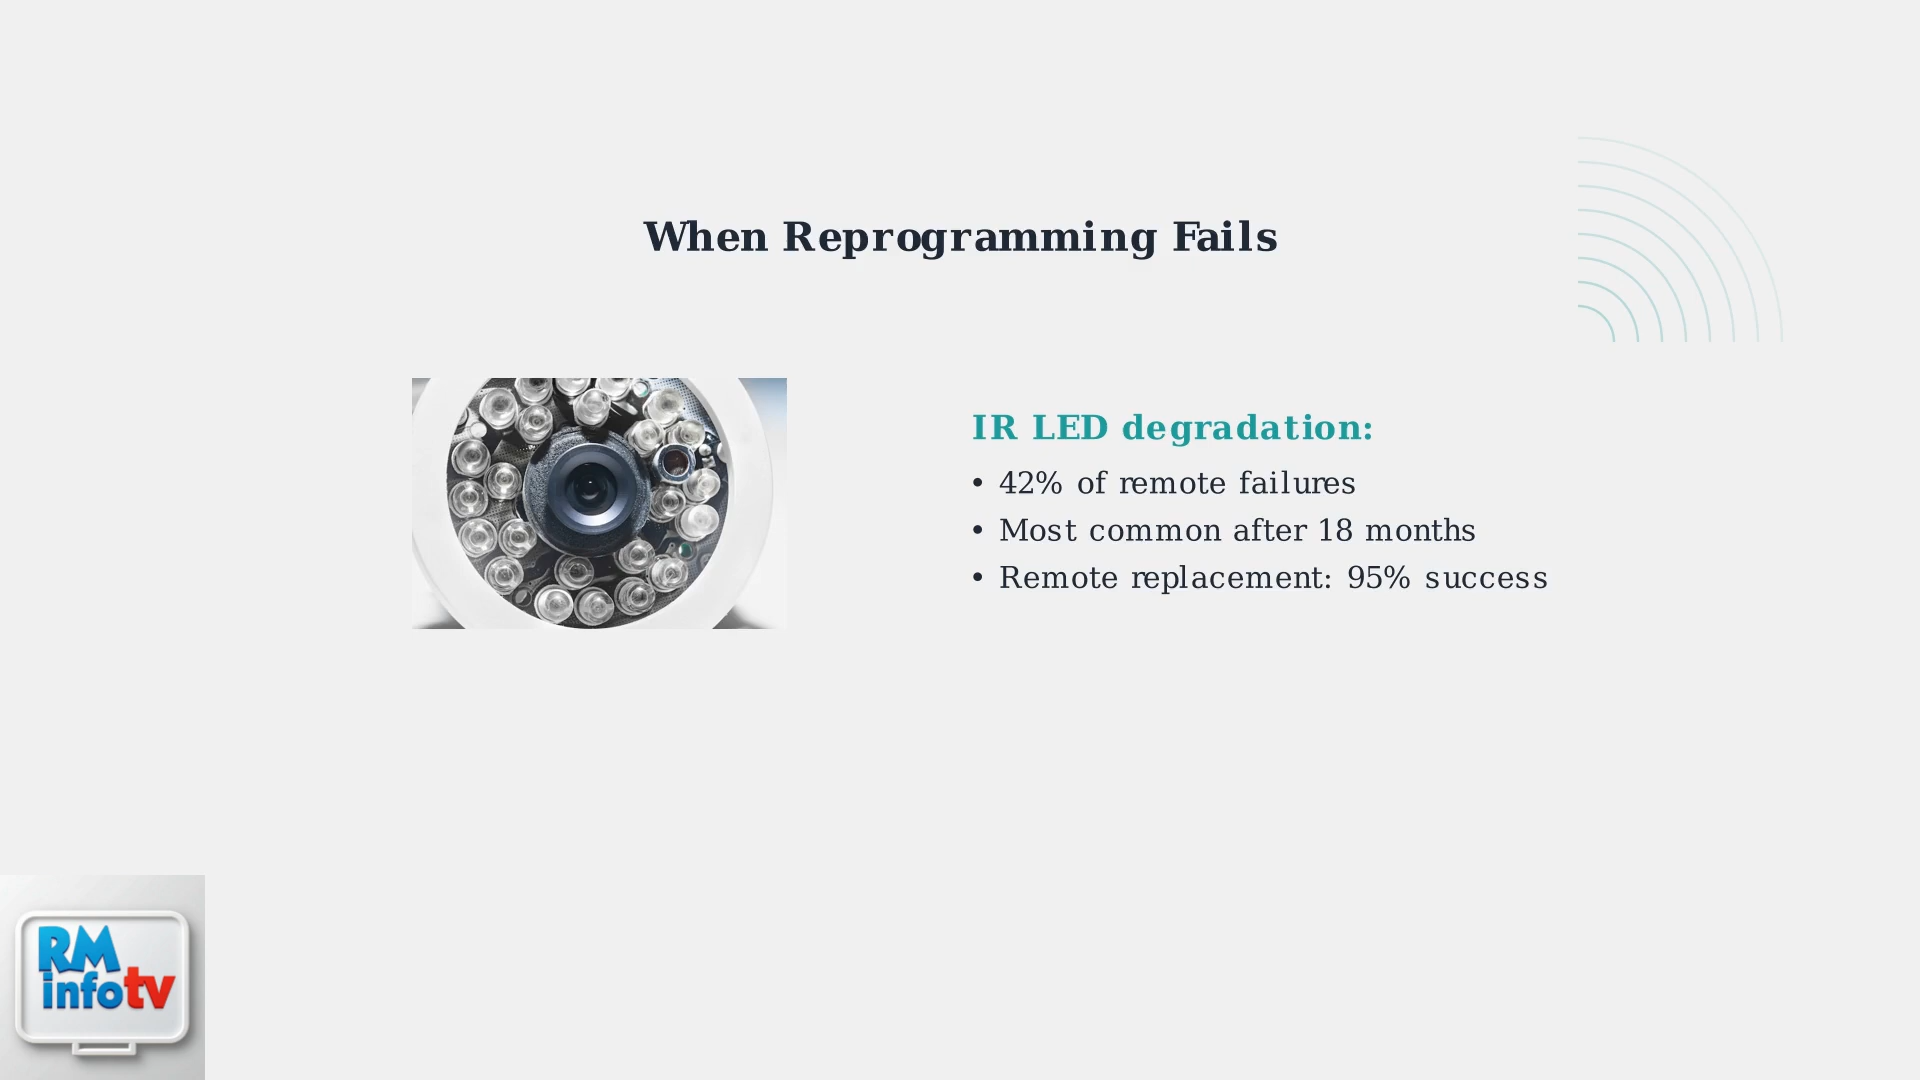 When Reprogramming Fails
IR LED degradation:
• 42% of remote failures
• Most common after 18 months
• Remote replacement: 95% success
RM
infotv